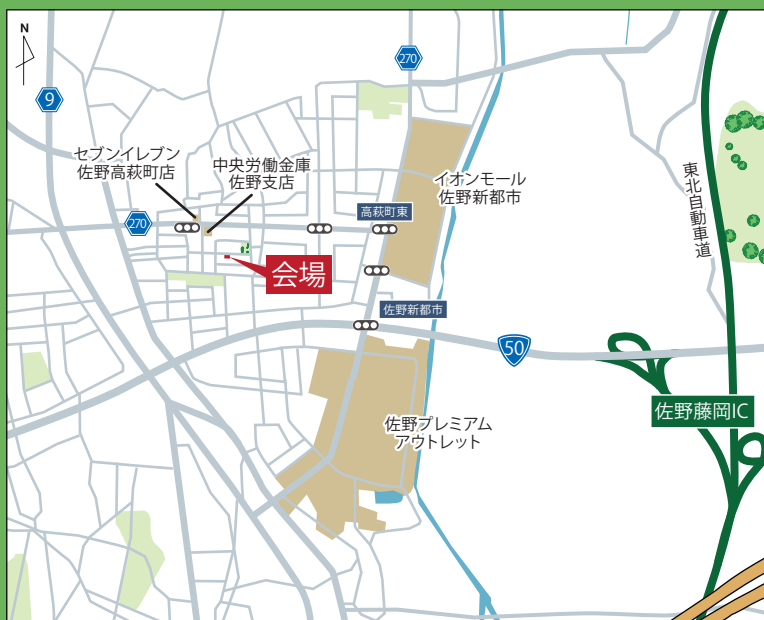 N
9
270
セブンイレブン
佐野高萩町店
中央労働金庫
佐野支店
イオンモール
佐野新都市
東北自動車道
270
高萩町東
会場
佐野新都市
50
佐野藤岡IC
佐野プレミアム
アウトレット